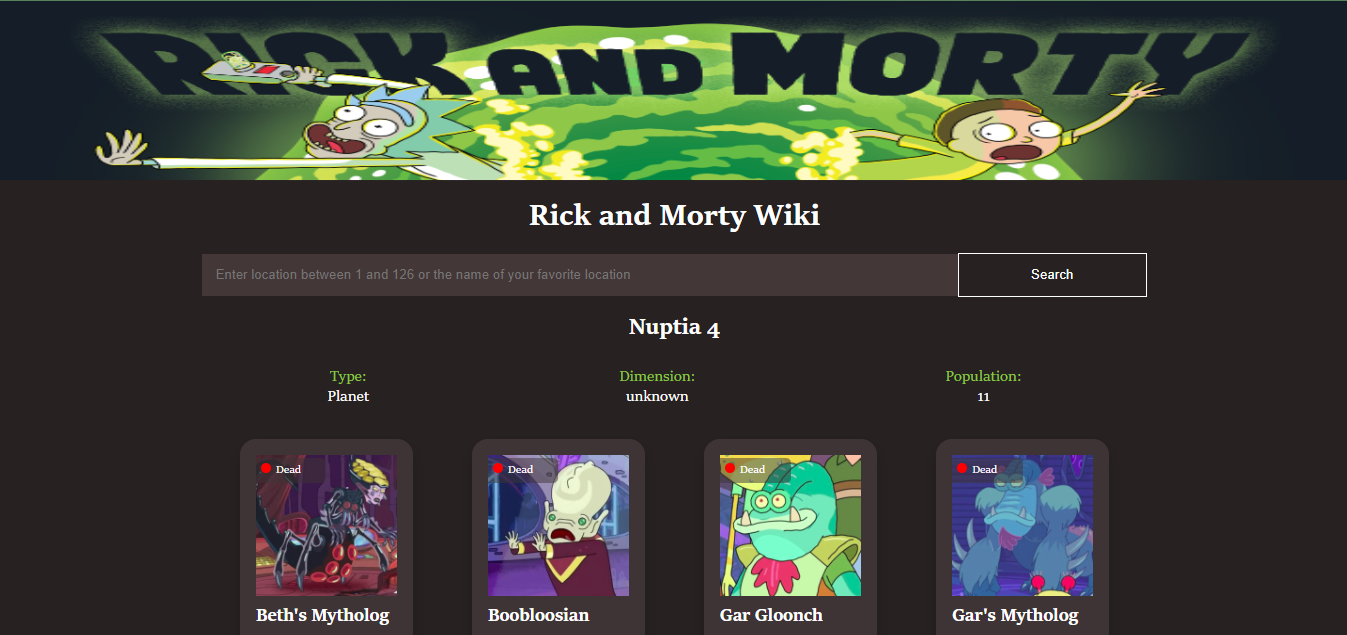 RICK AND MORTY
Rick and Morty Wiki
Enter location between 1 and 126 or the name of your favorite location
Search
Nuptia 4
Type:
Dimension:
Population:
Planet
unknown
11
Dead
Dead
Dead
Dead
Beth's Mytholog
Boobloosian
Gar Gloonch
Gar's Mytholog